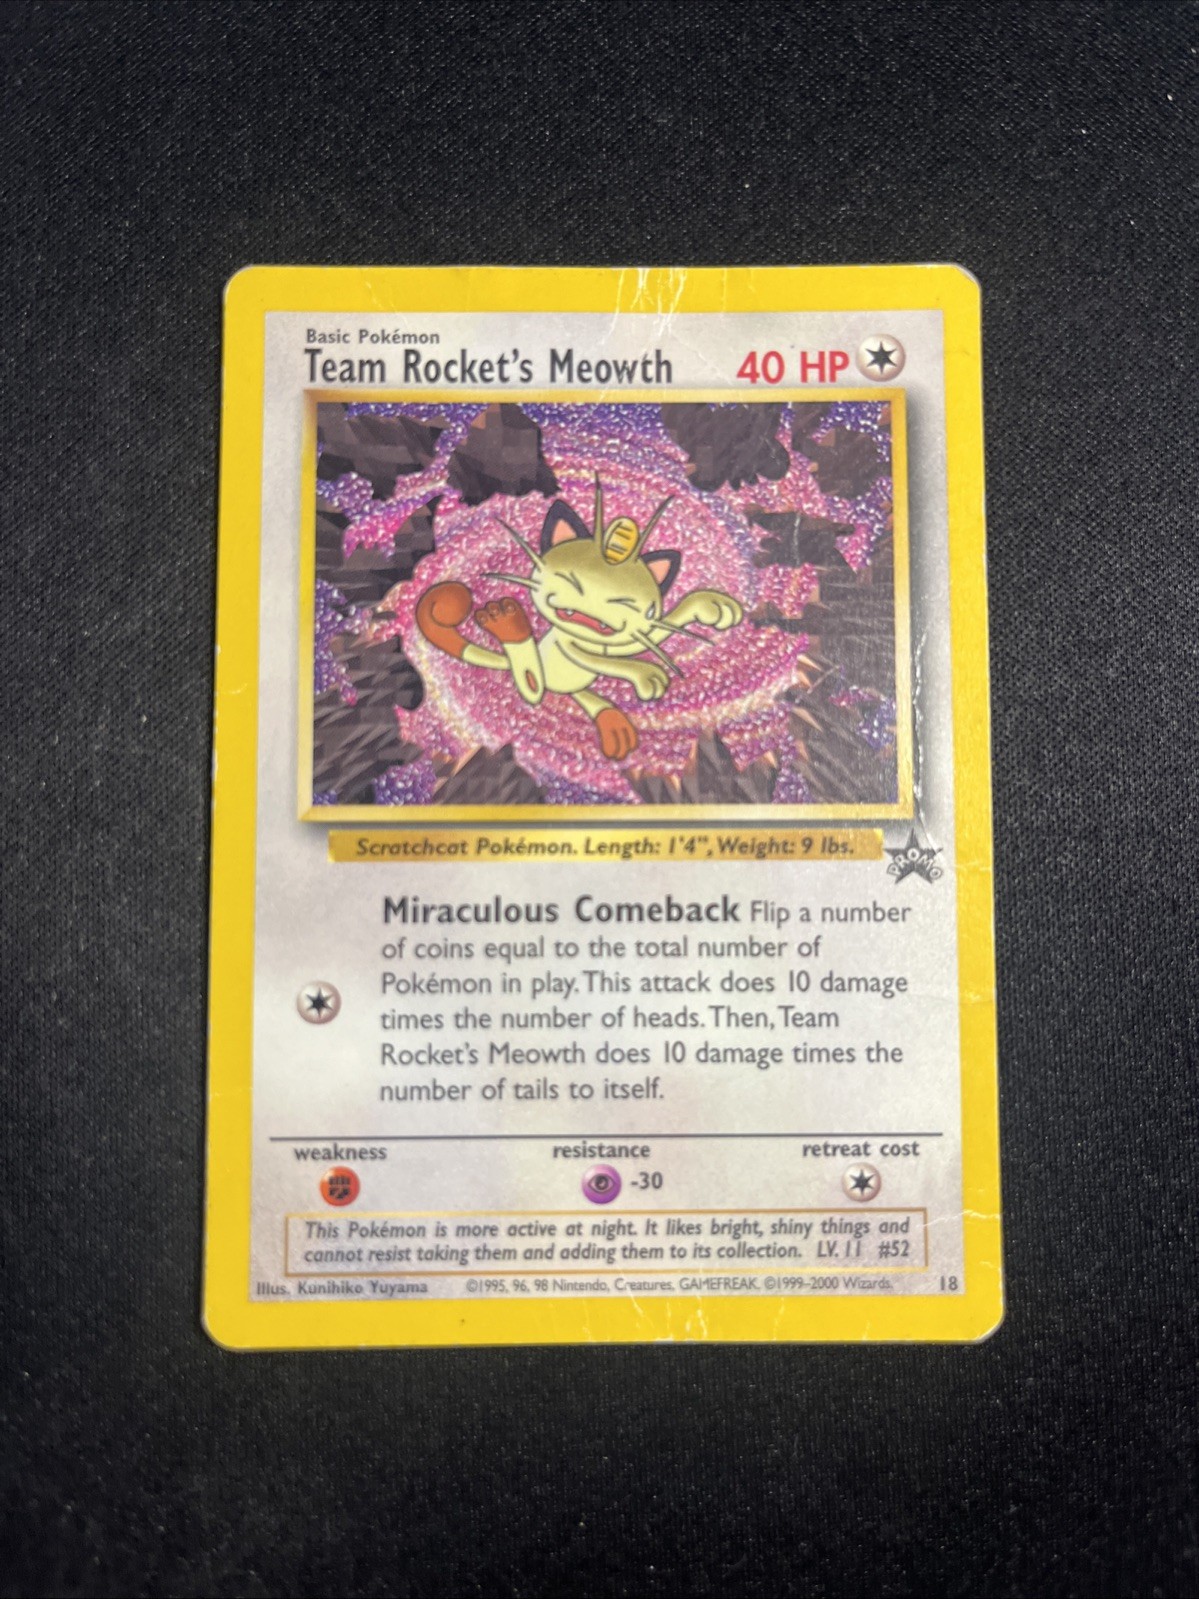 Basic Pokémon
Team Rocket's Meowth 40 HP
Scratchcat Pokémon. Length: 1'4", Weight: 9 lbs.
PROMO
Miraculous Comeback Flip a number
of coins equal to the total number of
Pokémon in play. This attack does 10 damage
times the number of heads. Then, Team
Rocket's Meowth does 10 damage times the
number of tails to itself.
weakness resistance retreat cost
-30
This Pokémon is more active at night. It likes bright, shiny things and
cannot resist taking them and adding them to its collection. LV. 11 #52
Illus. Kunihiko Yuyama ©1995, 96, 98 Nintendo, Creatures, GAMEFREAK. ©1999-2000 Wizards. 18